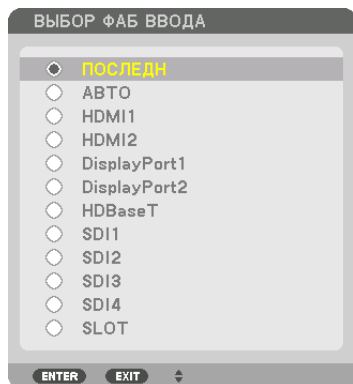 ВЫБОР ФАБ ВВОДА
ПОСЛЕДН
АВТО
HDMI1
HDMI2
DisplayPort1
DisplayPort2
HDBaseT
SDI1
SDI2
SDI3
SDI4
SLOT
ENTER EXIT